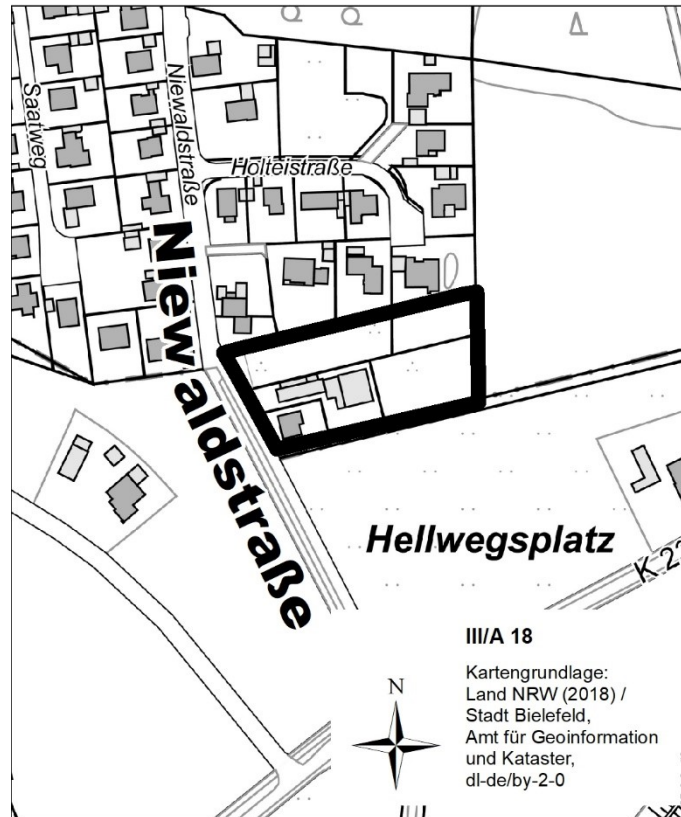 Saatweg
Niewaldstraße
Holteistraße
Niewaldstraße
Hellwegsplatz
III/A 18
Kartengrundlage:
Land NRW (2018) /
Stadt Bielefeld,
Amt für Geoinformation
und Kataster,
dl-de/by-2-0
N